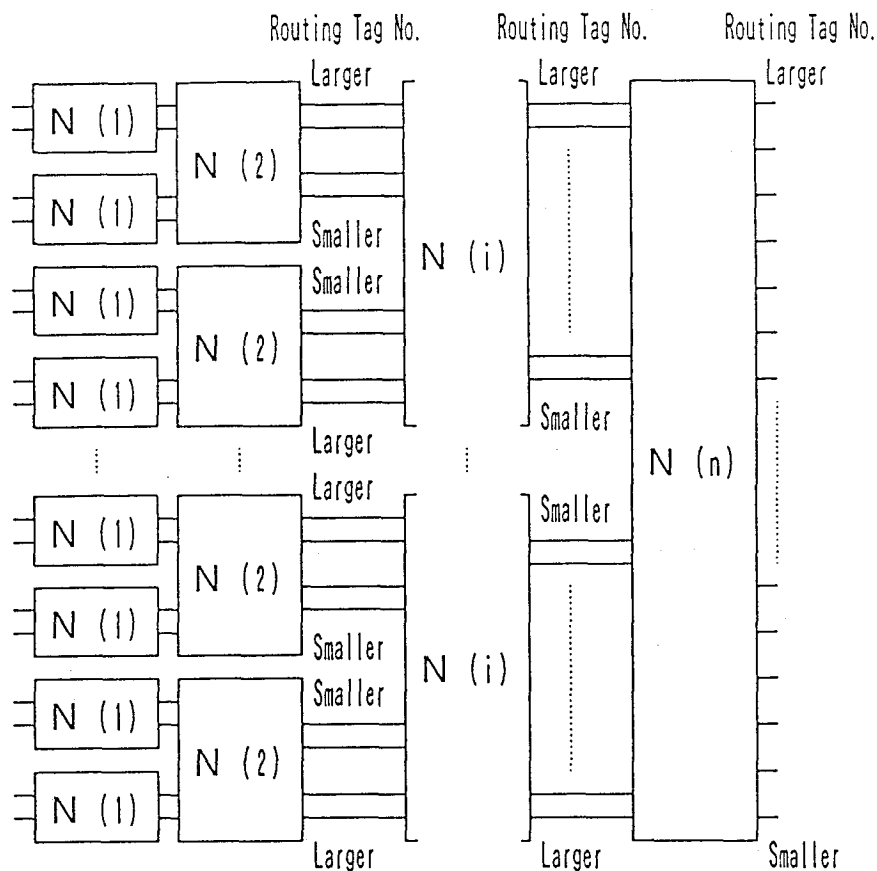 Routing Tag No. Routing Tag No. Routing Tag No.
Larger Larger Larger
N (1)
N (2)
N (1)
Smaller
Smaller
N (i)
N (1)
N (2)
N (1)
Smaller
Larger
N (n)
Larger
Smaller
N (1)
N (2)
N (1)
Smaller
N (i)
Smaller
N (1)
N (2)
N (1)
Larger Larger Smaller